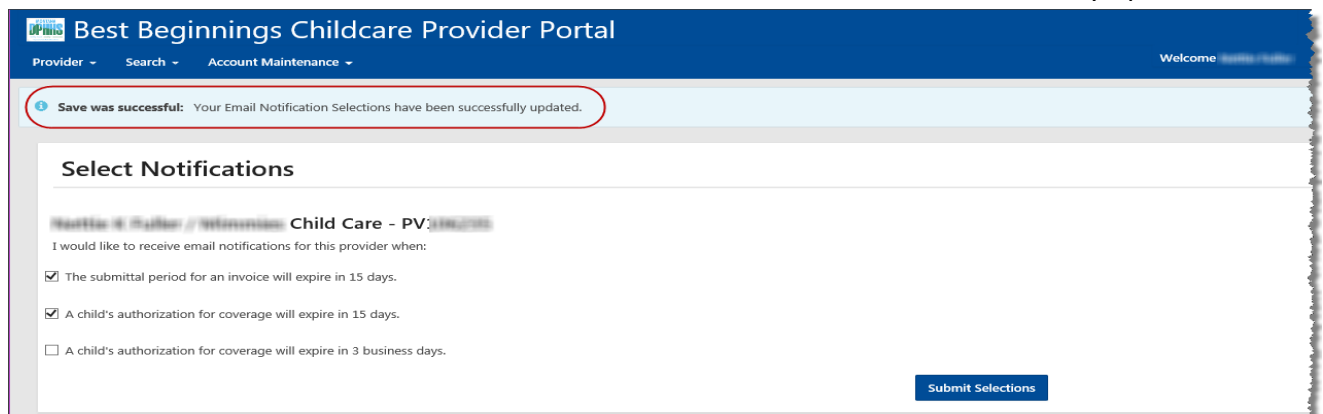 DPHHS Best Beginnings Childcare Provider Portal
Provider Search Account Maintenance Welcome
Save was successful: Your Email Notification Selections have been successfully updated.
Select Notifications
Child Care - PV
I would like to receive email notifications for this provider when:
The submittal period for an invoice will expire in 15 days.
A child's authorization for coverage will expire in 15 days.
A child's authorization for coverage will expire in 3 business days.
Submit Selections